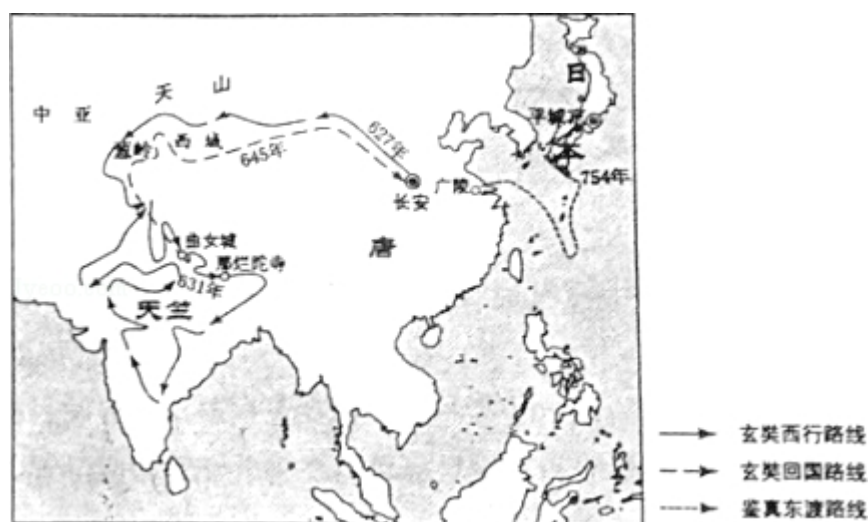 日
本
平城京
754年
天山
中亚
西域
葱岭
627年
645年
长安
广陵
唐
曲女城
那烂陀寺
631年
天竺
玄奘西行路线
玄奘回国路线
鉴真东渡路线